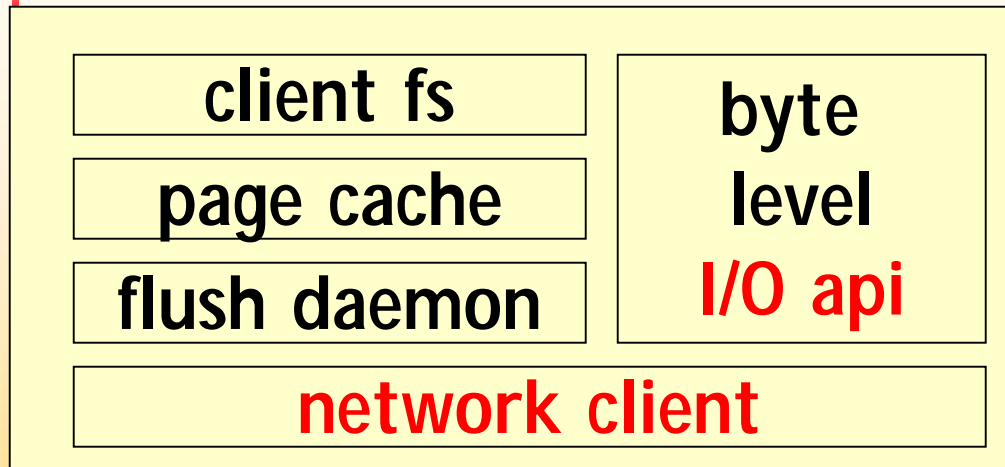 client fs
page cache
flush daemon
byte
level
I/O api
network client